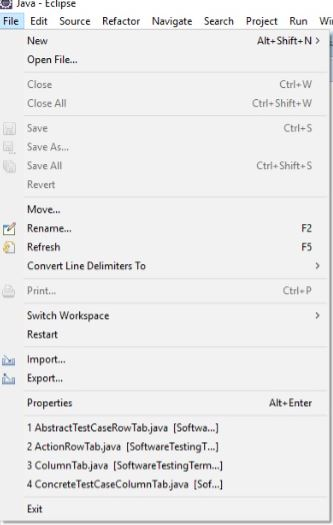 Java - Eclipse
File Edit Source Refactor Navigate Search Project Run
New Alt+Shift+N >
Open File...
Close Ctrl+W
Close All Ctrl+Shift+W
Save Ctrl+S
Save As...
Save All Ctrl+Shift+S
Revert
Move...
Rename... F2
Refresh F5
Convert Line Delimiters To >
Print... Ctrl+P
Switch Workspace >
Restart
Import...
Export...
Properties Alt+Enter
1 AbstractTestCaseRowTab.java [Softwa...]
2 ActionRowTab.java [SoftwareTestingT...]
3 ColumnTab.java [SoftwareTestingTerm...]
4 ConcreteTestCaseColumnTab.java [Sof...]
Exit